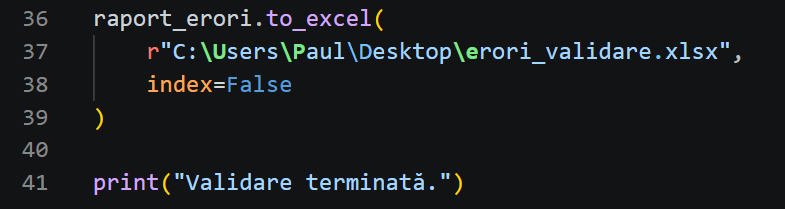 36 raport_erori.to_excel(
37     r"C:\Users\Paul\Desktop\erori_validare.xlsx",
38     index=False
39 )
40
41 print("Validare terminată.")